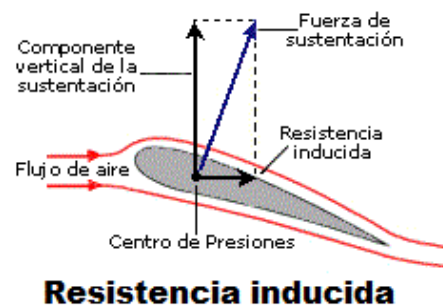 Componente
vertical de la
sustentación
Fuerza de
sustentación
Resistencia
inducida
Flujo de aire
Centro de Presiones
Resistencia inducida